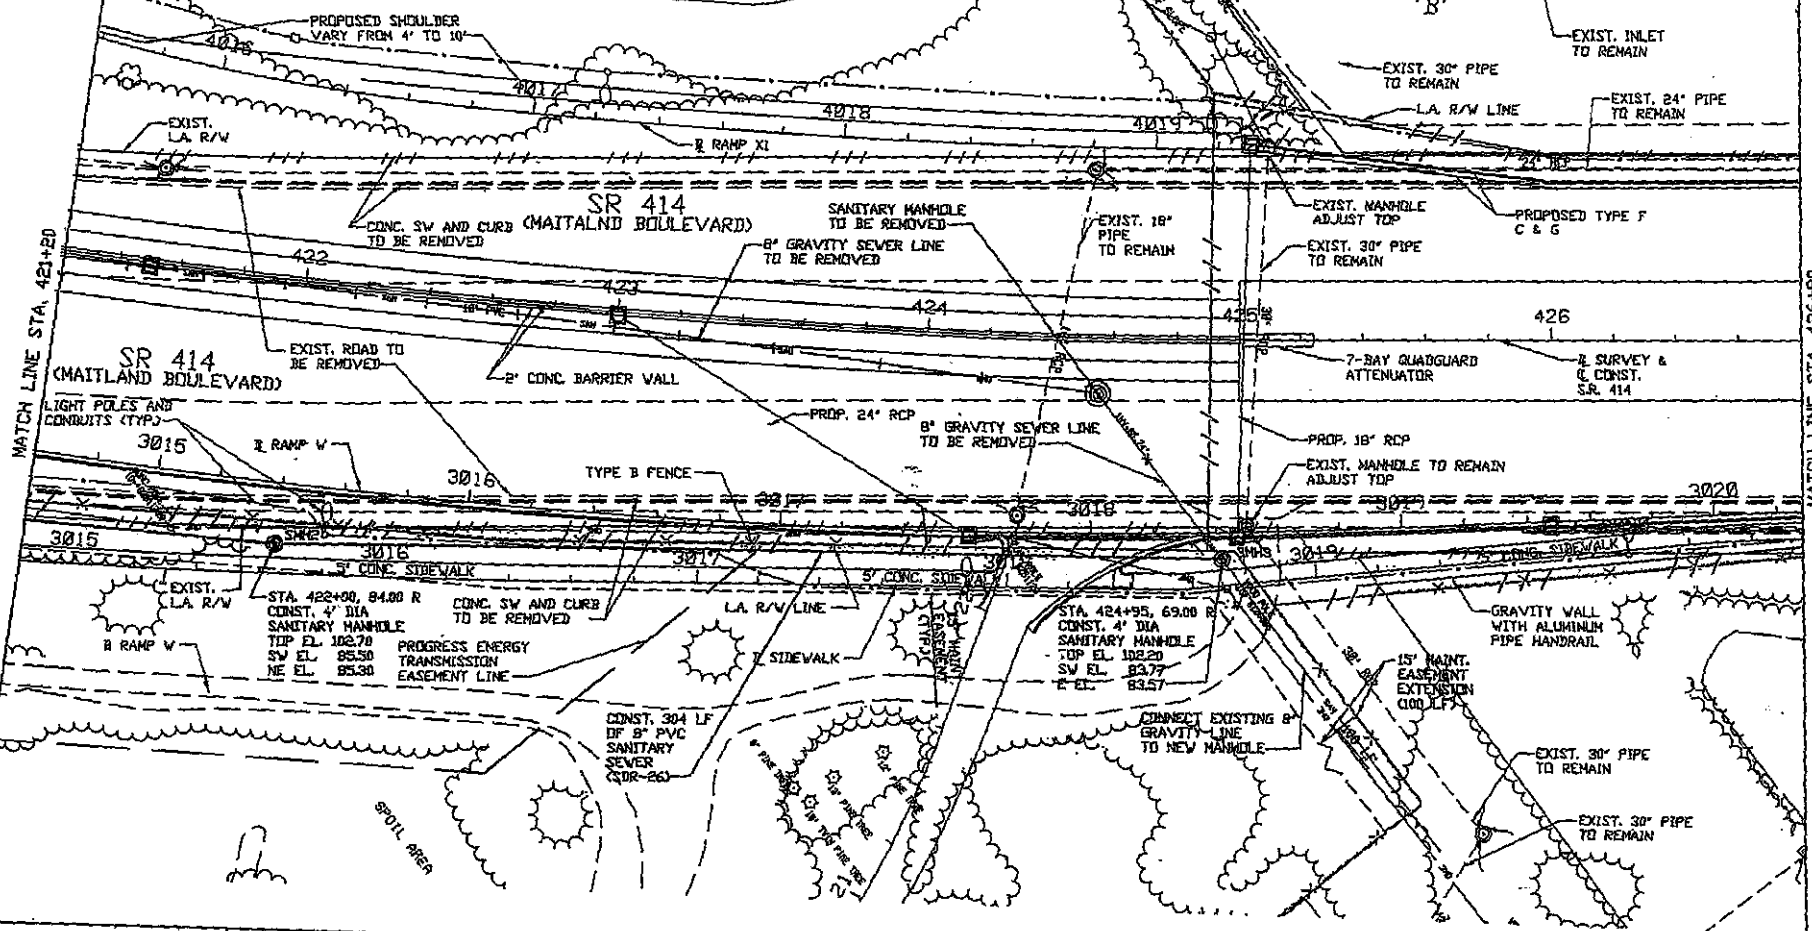 PROPOSED SHOULDER
VARY FROM 4' TO 10'
"B"
EXIST. INLET
TO REMAIN
EXIST. 30" PIPE
TO REMAIN
L.A. R/W LINE
EXIST. 24" PIPE
TO REMAIN
4016
4017
4018
4019
EXIST.
L.A. R/W
RAMP X1
SR 414
(MAITALND BOULEVARD)
CONC. SW AND CURB
TO BE REMOVED
SANITARY MANHOLE
TO BE REMOVED
8" GRAVITY SEWER LINE
TO BE REMOVED
EXIST. 18"
PIPE
TO REMAIN
EXIST. MANHOLE
ADJUST TOP
PROPOSED TYPE F
C & G
EXIST. 30" PIPE
TO REMAIN
MATCH LINE STA. 421+20
422
423
424
425
426
SR 414
(MAITLAND BOULEVARD)
EXIST. ROAD TO
BE REMOVED
2' CONC. BARRIER WALL
7-BAY QUADGUARD
ATTENUATOR
SURVEY &
CONST.
S.R. 414
LIGHT POLES AND
CONDUITS (TYP)
PROP. 24" RCP
8" GRAVITY SEWER LINE
TO BE REMOVED
PROP. 18" RCP
EXIST. MANHOLE TO REMAIN
ADJUST TOP
3015
RAMP W
3016
TYPE B FENCE
3017
3018
3019
3020
SMH2
SMH3
3015
3016
3017
3019
5' CONC. SIDEWALK
5' CONC. SIDEWALK
CONC. SIDEWALK
EXIST.
L.A. R/W
STA. 422+00, 84.00 R
CONST. 4' DIA
SANITARY MANHOLE
TOP EL. 102.70
SW EL. 85.50
NE EL. 85.30
CONC. SW AND CURB
TO BE REMOVED
L.A. R/W LINE
STA. 424+95, 69.00 R
CONST. 4' DIA
SANITARY MANHOLE
TOP EL. 102.20
SW EL. 83.77
E EL. 83.57
GRAVITY WALL
WITH ALUMINUM
PIPE HANDRAIL
RAMP W
PROGRESS ENERGY
TRANSMISSION
EASEMENT LINE
SIDEWALK
15' MAINT.
EASEMENT
(TYP.)
15' MAINT.
EASEMENT
EXTENSION
(100 LF)
CONST. 304 LF
OF 8" PVC
SANITARY
SEWER
(SDR-26)
CONNECT EXISTING 8"
GRAVITY LINE
TO NEW MANHOLE
EXIST. 30" PIPE
TO REMAIN
EXIST. 30" PIPE
TO REMAIN
SPOIL AREA
21